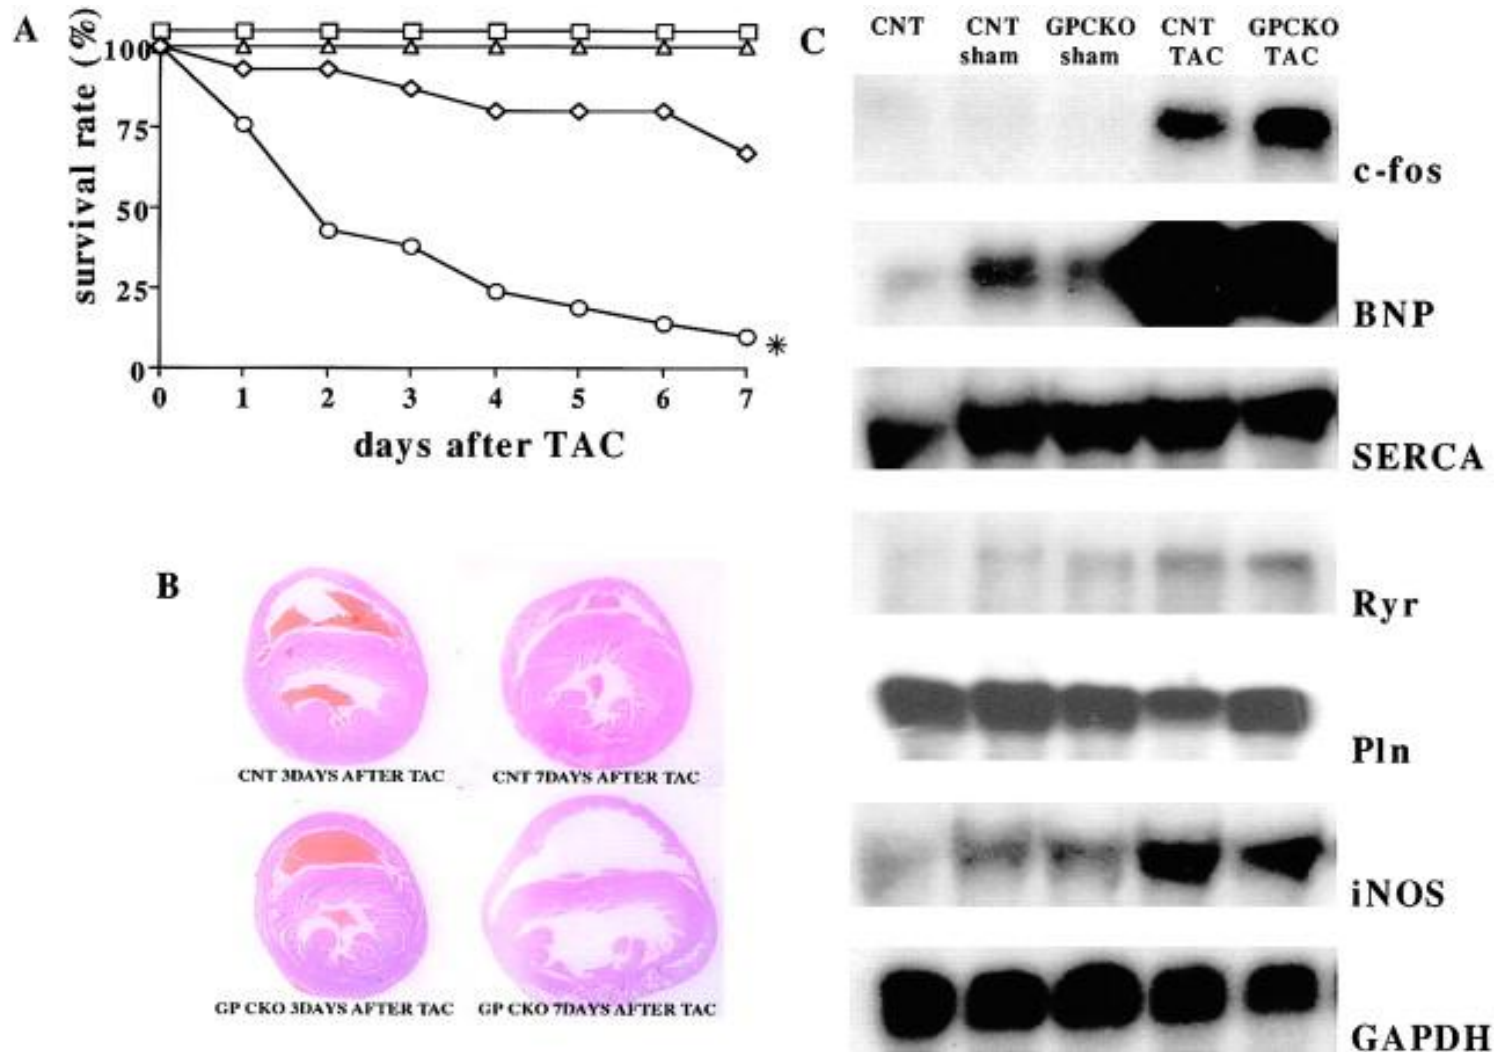 A
survival rate (%)
100
75
50
25
0
0 1 2 3 4 5 6 7
*
days after TAC
B
CNT 3DAYS AFTER TAC
CNT 7DAYS AFTER TAC
GP CKO 3DAYS AFTER TAC
GP CKO 7DAYS AFTER TAC
C
CNT CNT GPCKO CNT GPCKO
sham sham TAC TAC
c-fos
BNP
SERCA
Ryr
Pln
iNOS
GAPDH